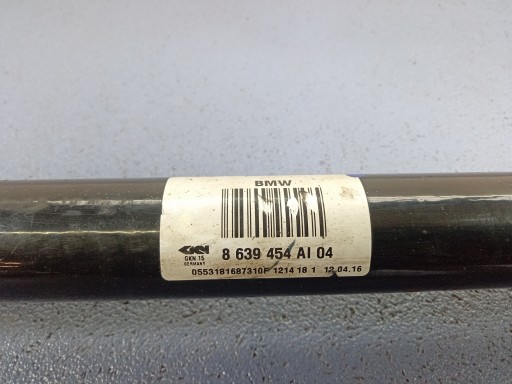 BMW
GKN
8 639 454 AI 04
GKN 15
GERMANY
0553181687310F 1214 18 1 12.04.16